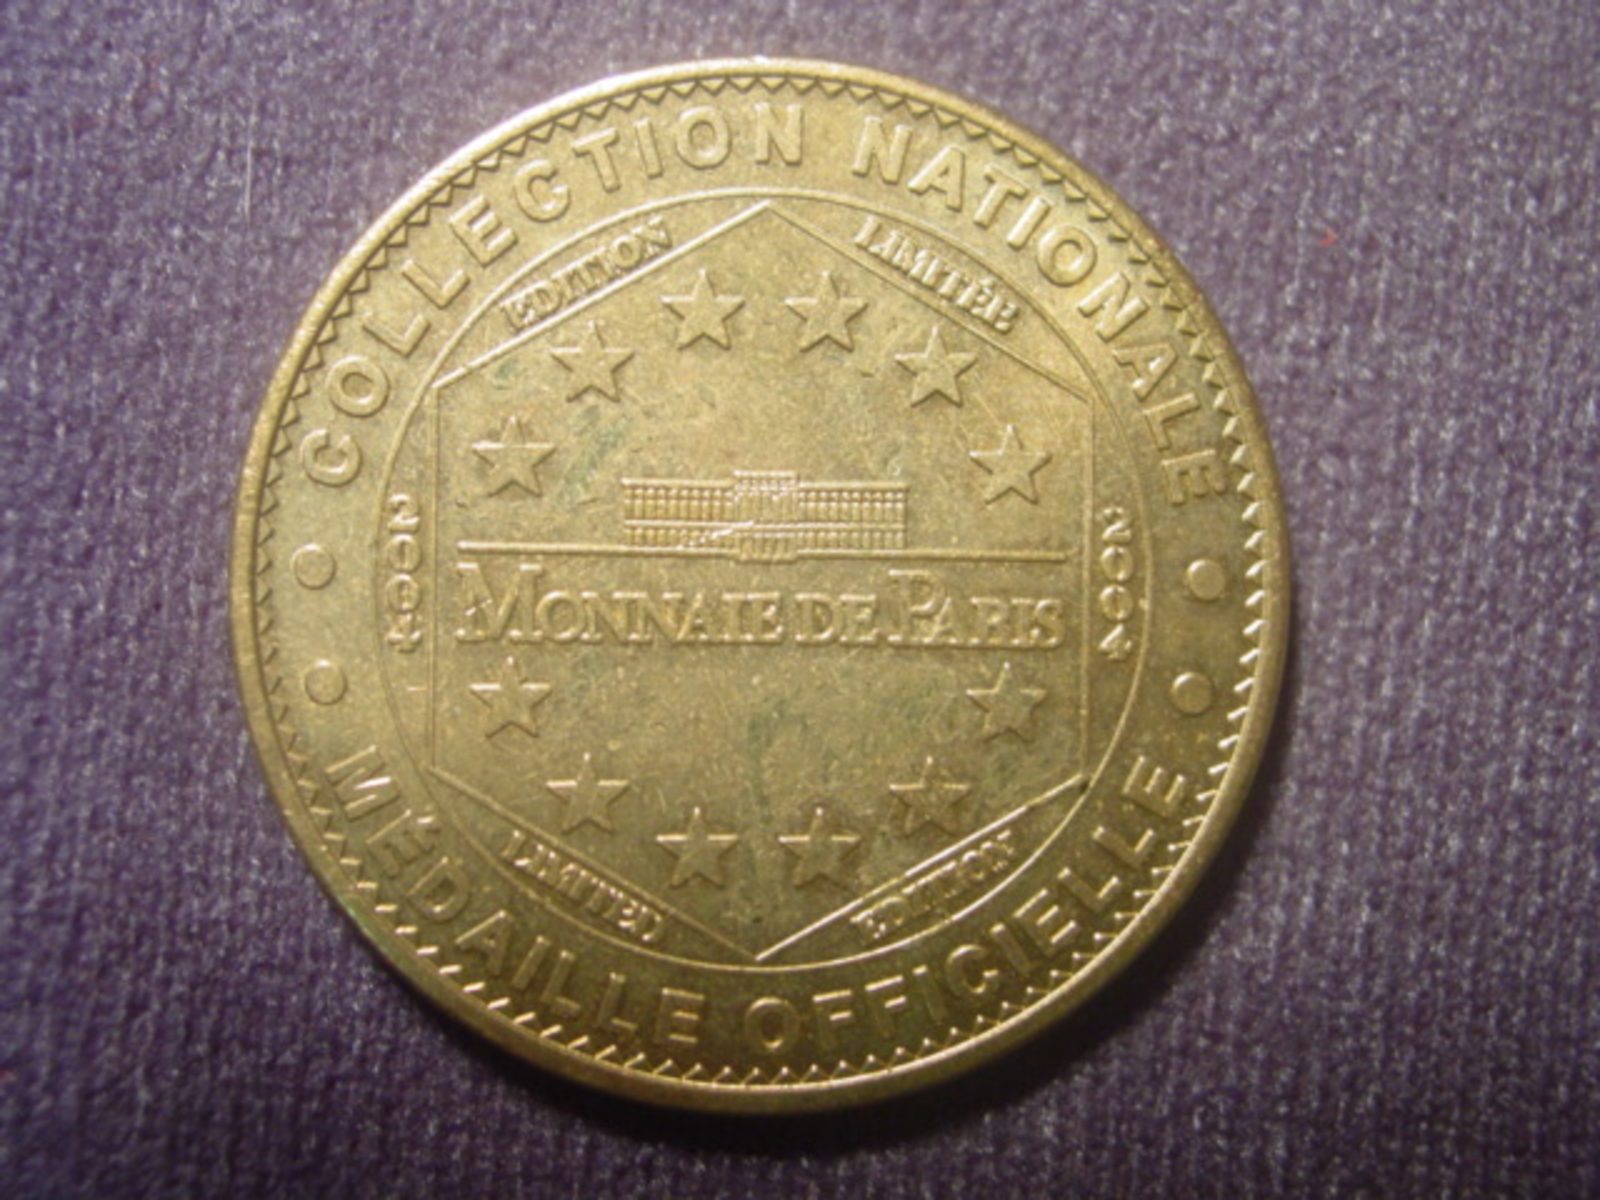 COLLECTION NATIONALE
EDITION LIMITÉE
2004 2004
MONNAIE DE PARIS
LIMITED EDITION
MÉDAILLE OFFICIELLE